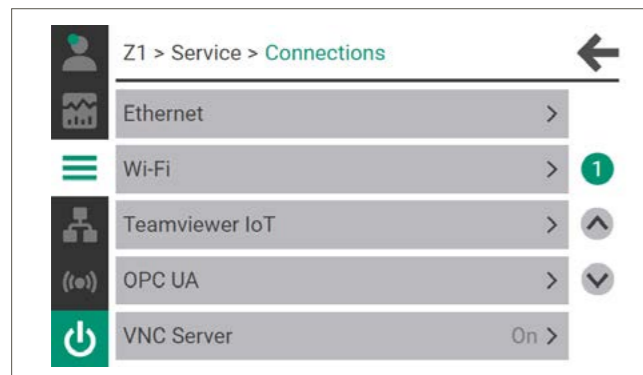 Z1 > Service > Connections
Ethernet
Wi-Fi
1
Teamviewer IoT
OPC UA
VNC Server On